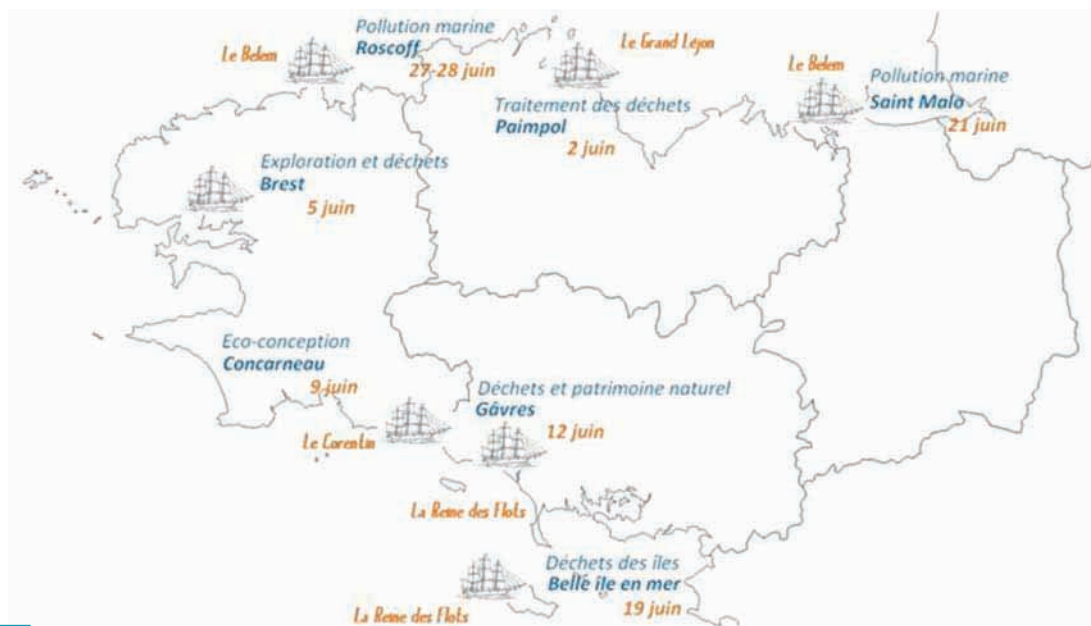 Pollution marine
Roscoff
27-28 juin
Le Belem
Le Grand Léjon
Traitement des déchets
Paimpol
2 juin
Le Belem
Pollution marine
Saint Malo
21 juin
Exploration et déchets
Brest
5 juin
Eco-conception
Concarneau
9 juin
Le Corentin
Déchets et patrimoine naturel
Gâvres
12 juin
La Reine des Flots
Déchets des îles
Belle île en mer
19 juin
La Reine des Flots